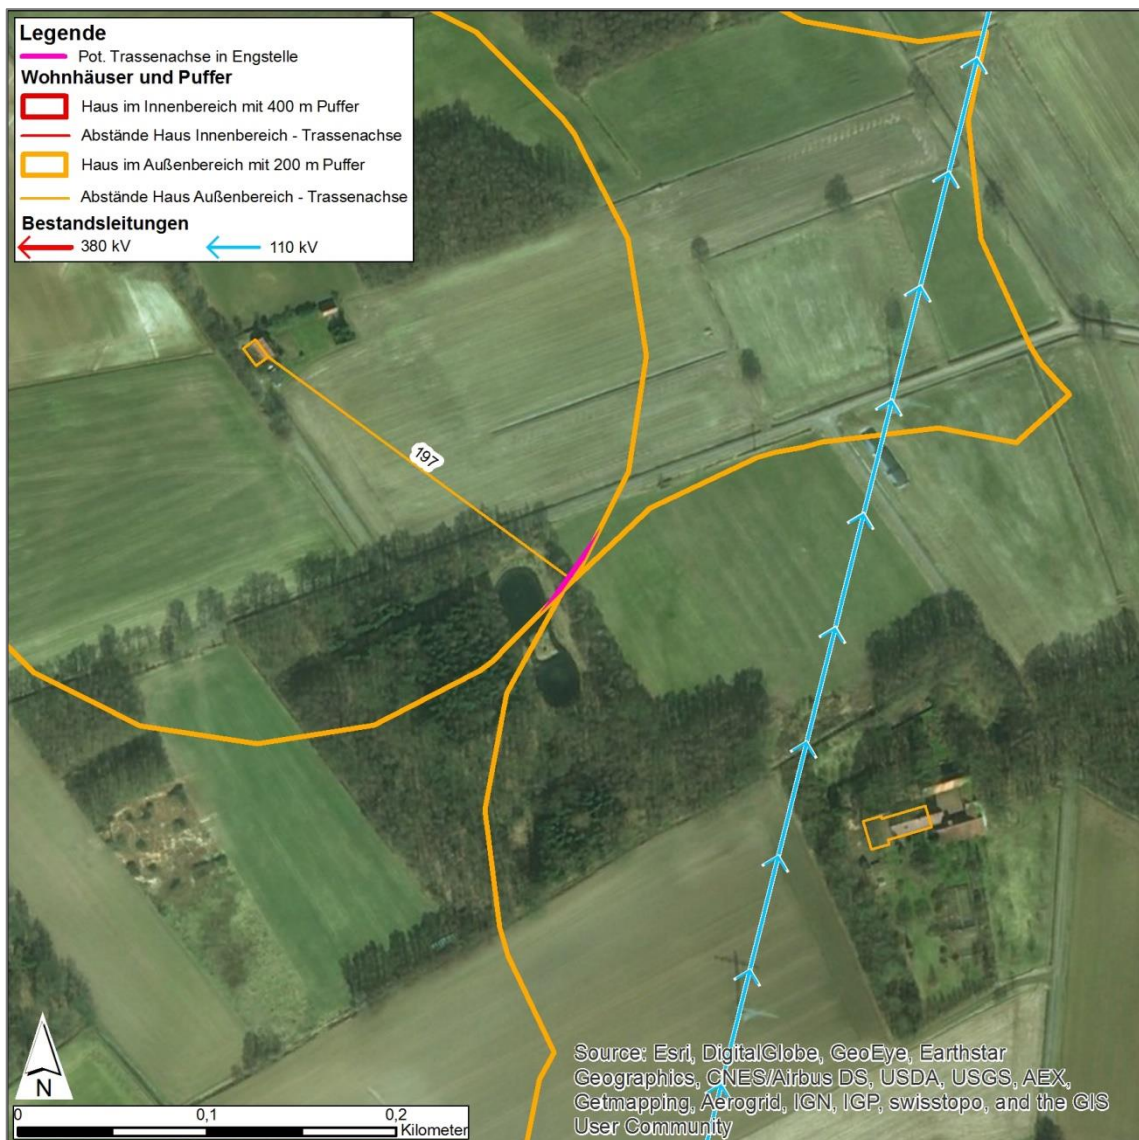 Legende
Pot. Trassenachse in Engstelle
Wohnhäuser und Puffer
Haus im Innenbereich mit 400 m Puffer
Abstände Haus Innenbereich - Trassenachse
Haus im Außenbereich mit 200 m Puffer
Abstände Haus Außenbereich - Trassenachse
Bestandsleitungen
380 kV 110 kV
197
N
0 0,1 0,2
Kilometer
Source: Esri, DigitalGlobe, GeoEye, Earthstar
Geographics, CNES/Airbus DS, USDA, USGS, AEX,
Getmapping, Aerogrid, IGN, IGP, swisstopo, and the GIS
User Community